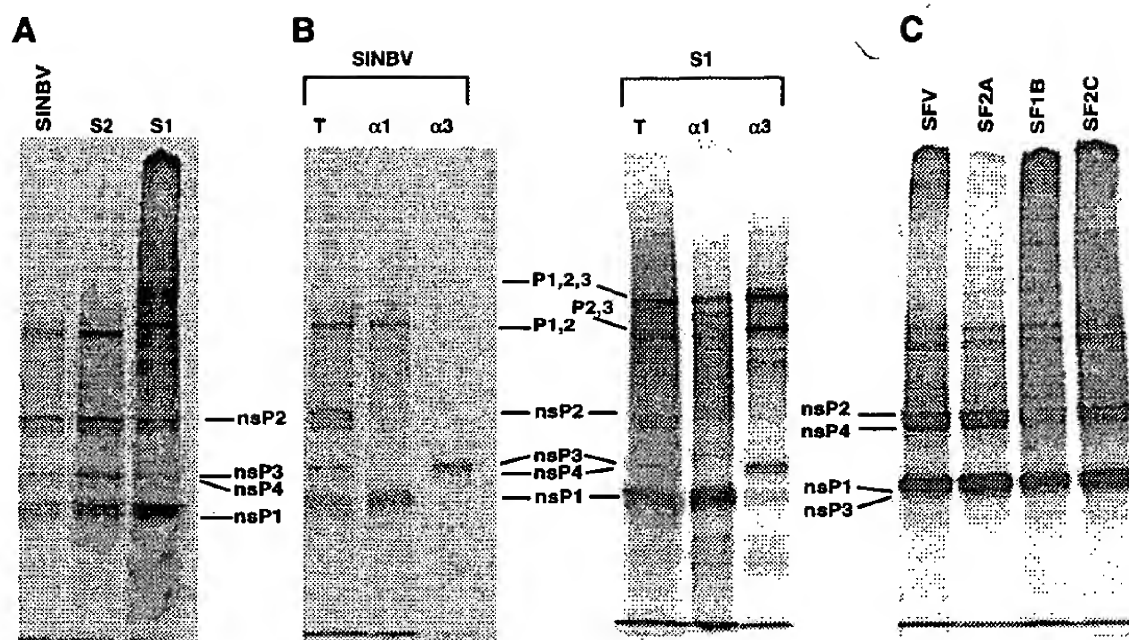 A
SINBV
S2
S1
nsP2
nsP3
nsP4
nsP1
B
SINBV
T α1 α3
S1
T α1 α3
P1,2,3
P2,3
P1,2
nsP2
nsP3
nsP4
nsP1
C
SFV
SF2A
SF1B
SF2C
nsP2
nsP4
nsP1
nsP3